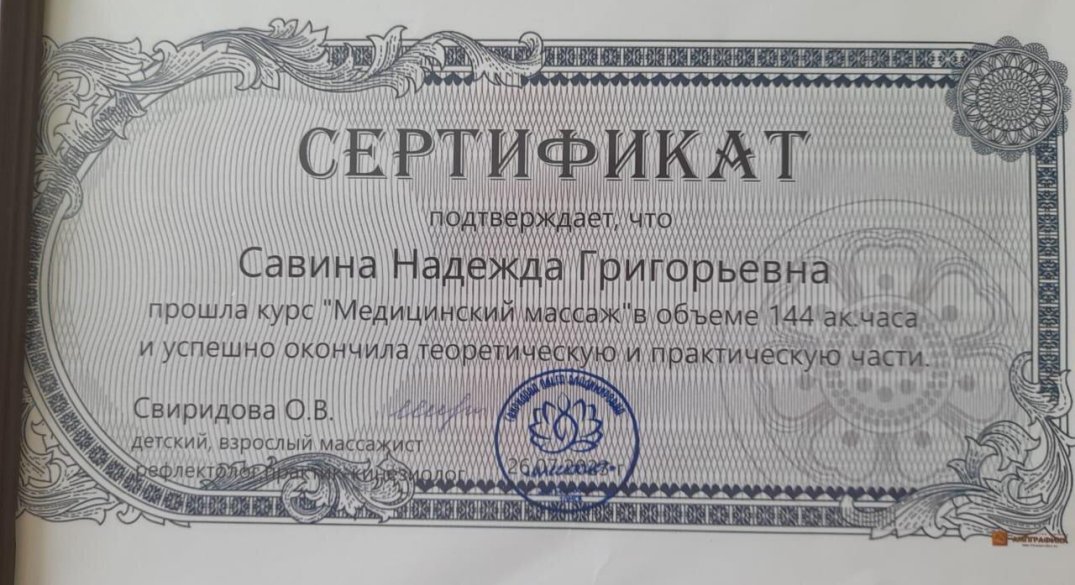 СЕРТИФИКАТ
подтверждает, что
Савина Надежда Григорьевна
прошла курс "Медицинский массаж"в объеме 144 ак.часа
и успешно окончила теоретическую и практическую части.
Свиридова О.В.
детский, взрослый массажист
рефлектолог, практик-кинезиолог